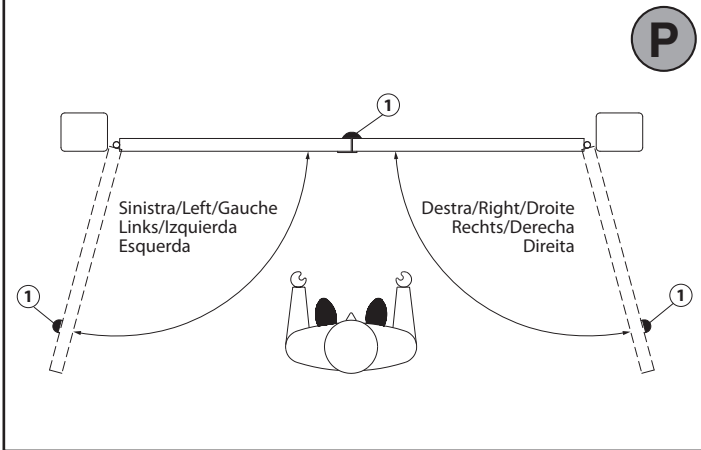 P
1
Sinistra/Left/Gauche
Links/Izquierda
Esquerda
Destra/Right/Droite
Rechts/Derecha
Direita
1
1